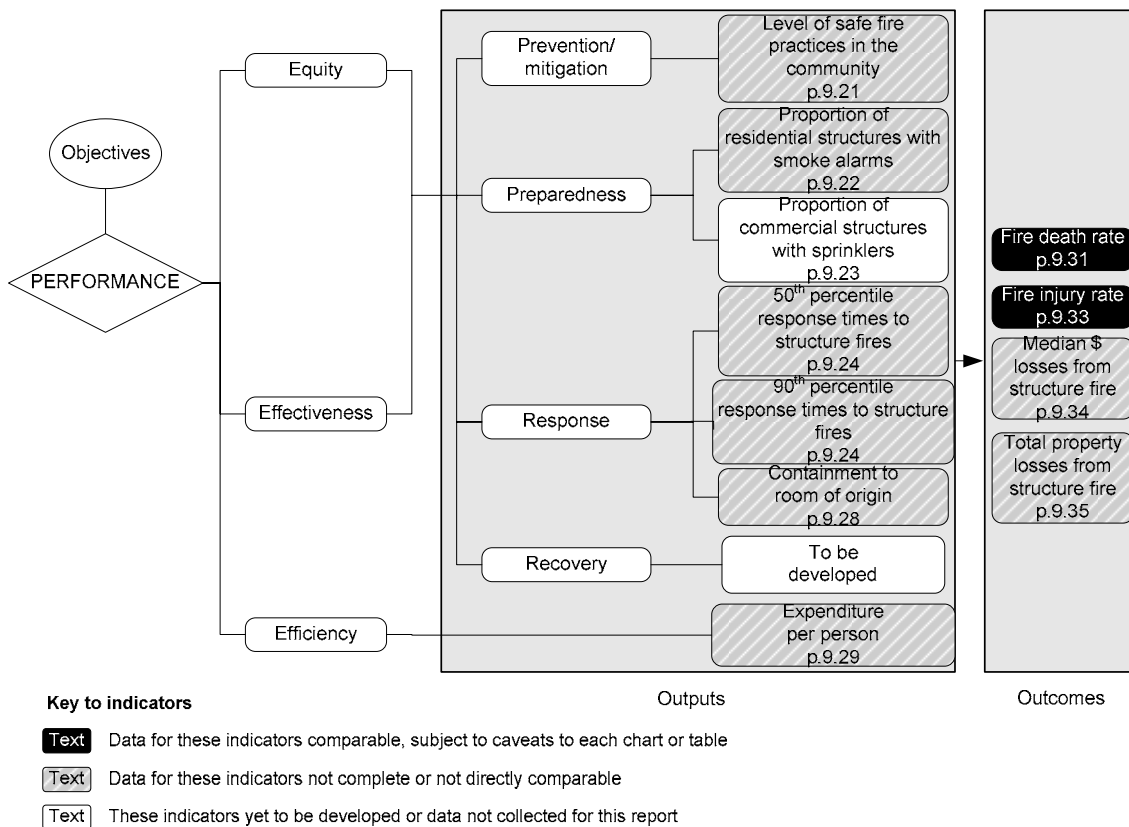 Objectives
PERFORMANCE
Equity
Effectiveness
Efficiency
Prevention/
mitigation
Preparedness
Response
Recovery
Level of safe fire
practices in the
community
p.9.21
Proportion of
residential structures with
smoke alarms
p.9.22
Proportion of
commercial structures
with sprinklers
p.9.23
50th percentile
response times to
structure fires
p.9.24
90th percentile
response times to structure
fires
p.9.24
Containment to
room of origin
p.9.28
To be
developed
Expenditure
per person
p.9.29
Outputs
Fire death rate
p.9.31
Fire injury rate
p.9.33
Median $
losses from
structure fire
p.9.34
Total property
losses from
structure fire
p.9.35
Outcomes
Key to indicators
Text Data for these indicators comparable, subject to caveats to each chart or table
Text Data for these indicators not complete or not directly comparable
Text These indicators yet to be developed or data not collected for this report